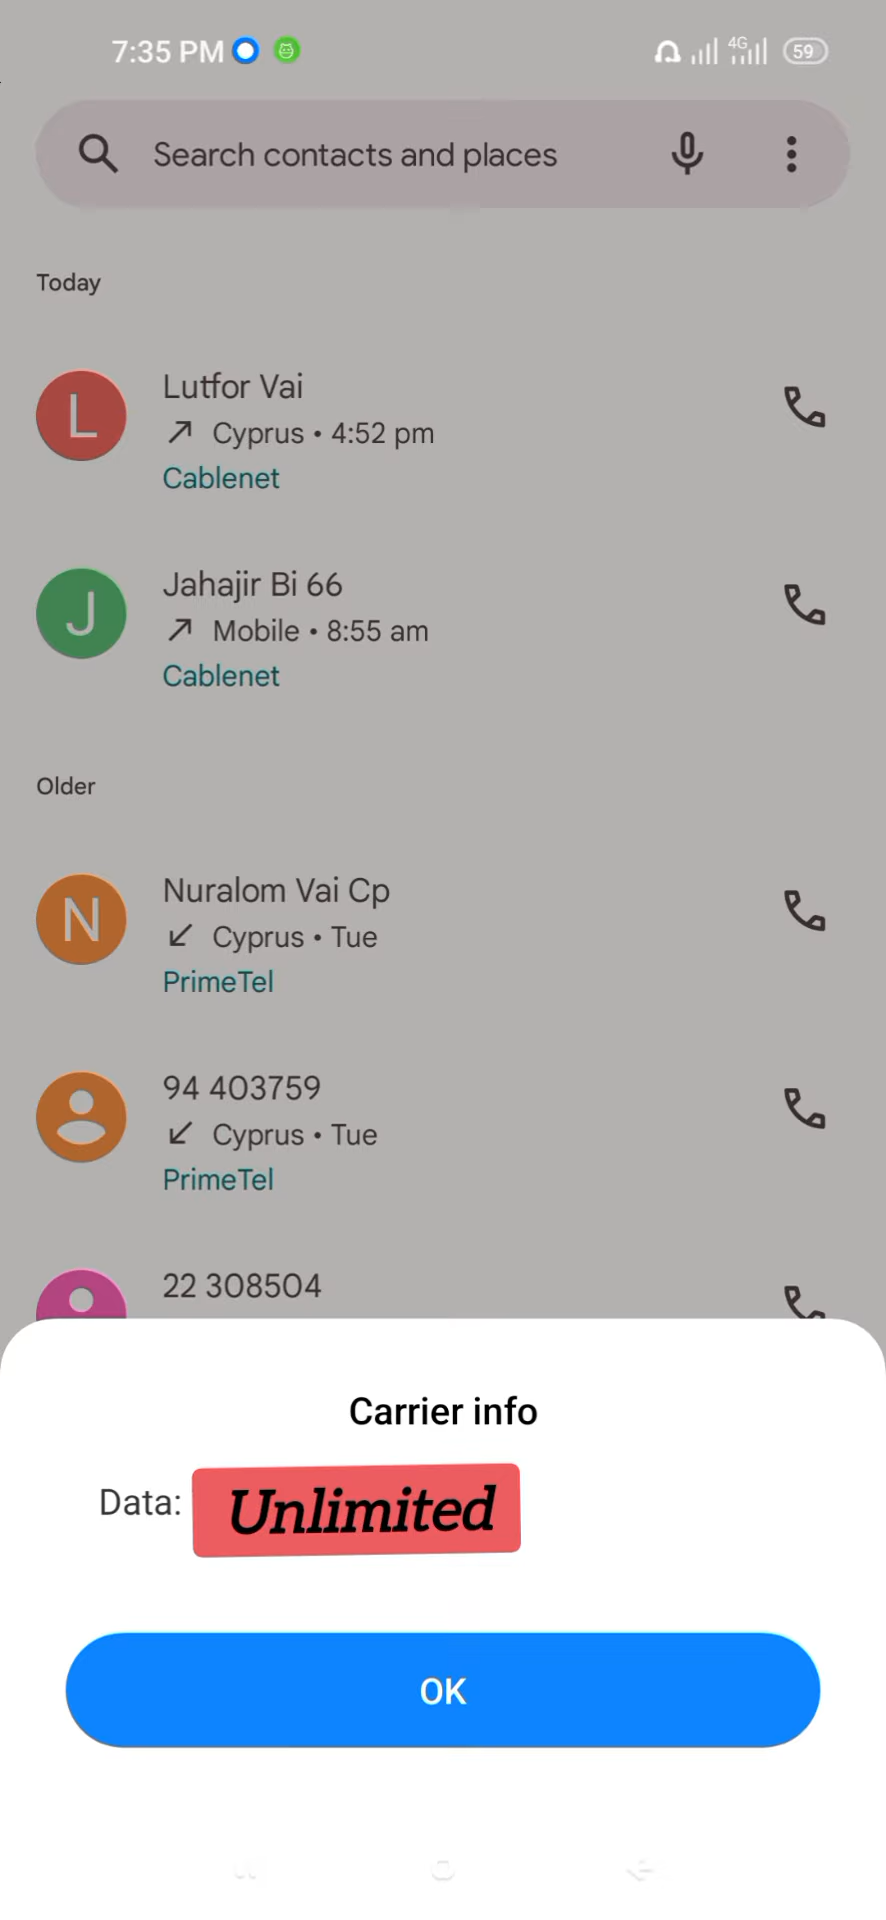 7:35 PM
4G
59
Search contacts and places
Today
L
Lutfor Vai
Cyprus • 4:52 pm
Cablenet
J
Jahajir Bi 66
Mobile • 8:55 am
Cablenet
Older
N
Nuralom Vai Cp
Cyprus • Tue
PrimeTel
94 403759
Cyprus • Tue
PrimeTel
22 308504
Carrier info
Data: Unlimited
OK